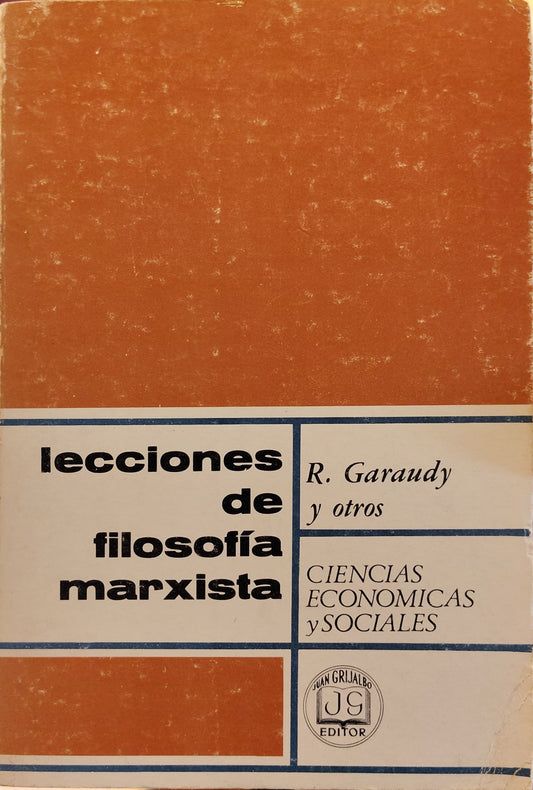 lecciones
de
filosofía
marxista
R. Garaudy
y otros
CIENCIAS
ECONOMICAS
y SOCIALES
JUAN GRIJALBO
JG
EDITOR